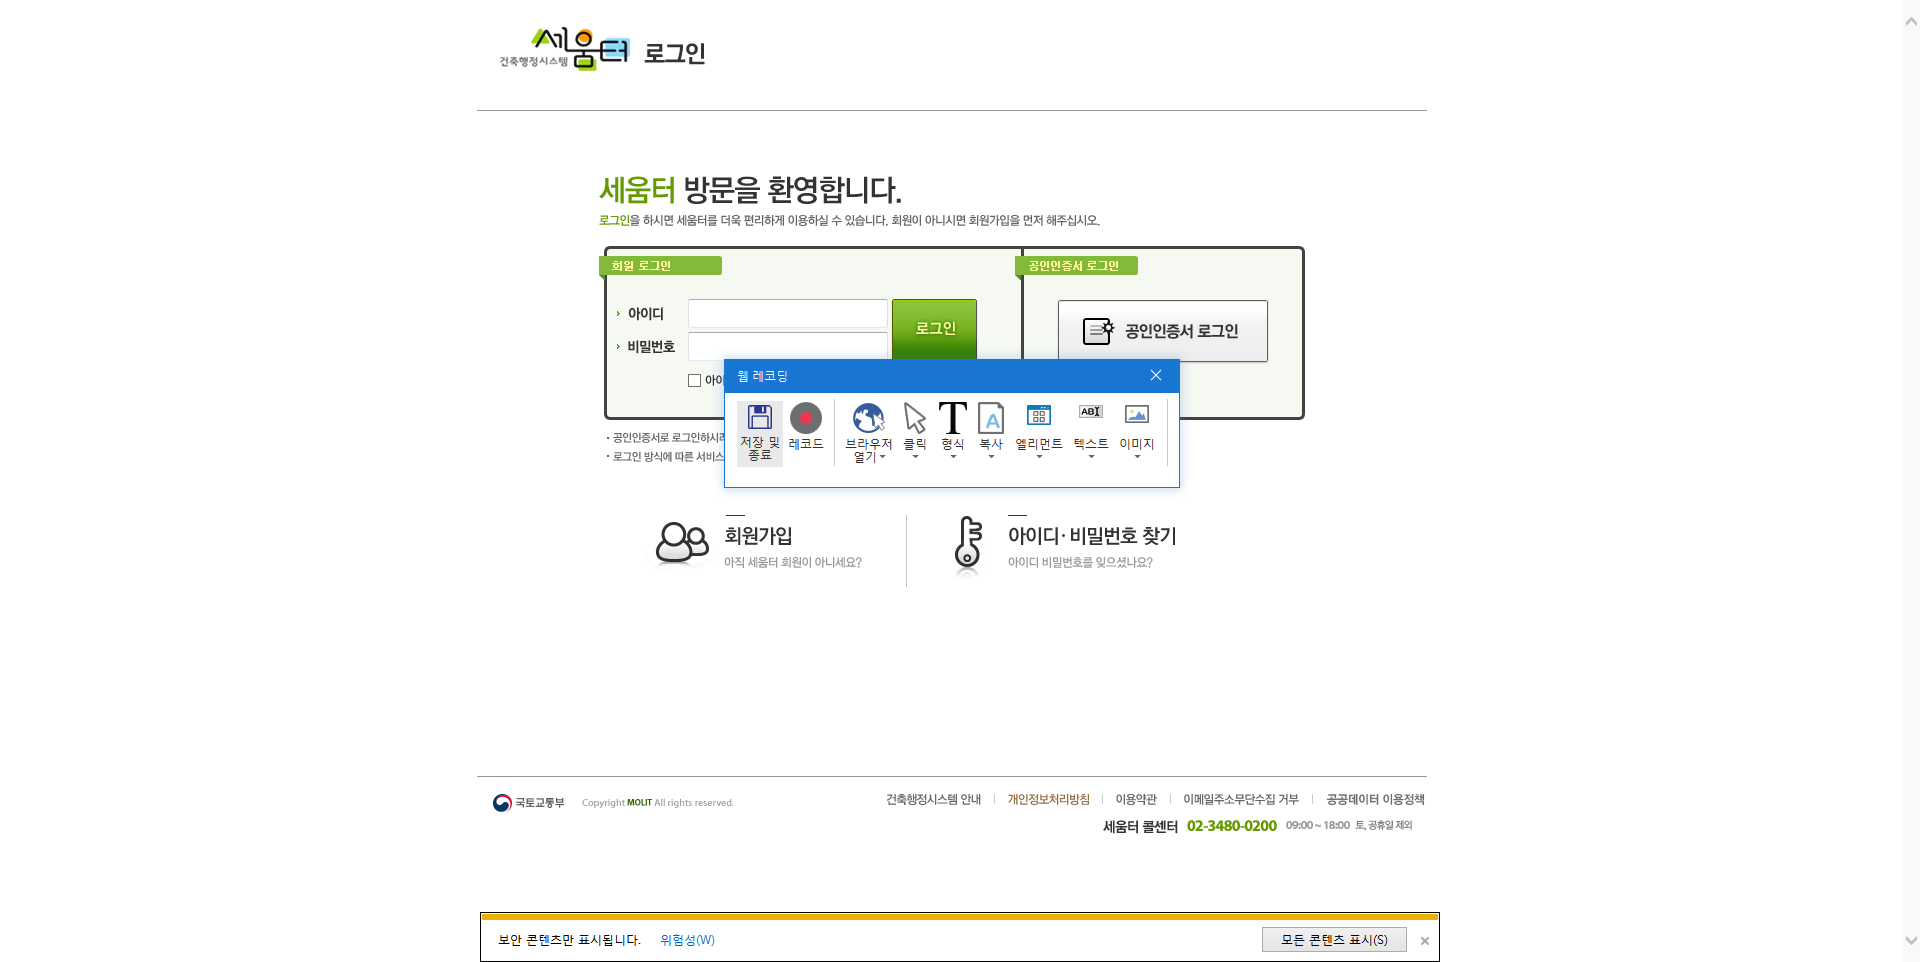 세움터
건축행정시스템
로그인
세움터 방문을 환영합니다.
로그인을 하시면 세움터를 더욱 편리하게 이용하실 수 있습니다. 회원이 아니시면 회원가입을 먼저 해주십시오.
회원 로그인
공인인증서 로그인
아이디
로그인
공인인증서 로그인
비밀번호
웹 레코딩
저장 및
종료
레코드
브라우저
열기
클릭
형식
복사
엘리먼트
텍스트
이미지
· 공인인증서로 로그인하시려
· 로그인 방식에 따른 서비스
회원가입
아직 세움터 회원이 아니세요?
아이디·비밀번호 찾기
아이디 비밀번호를 잊으셨나요?
국토교통부
Copyright MOLIT All rights reserved.
건축행정시스템 안내
개인정보처리방침
이용약관
이메일주소무단수집 거부
공공데이터 이용정책
세움터 콜센터 02-3480-0200 09:00 ~ 18:00 토, 공휴일 제외
보안 콘텐츠만 표시됩니다. 위험성(W)
모든 콘텐츠 표시(S)